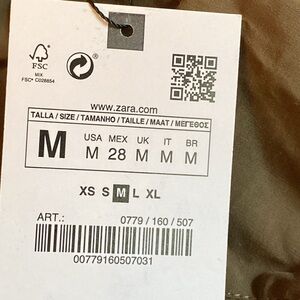 FSC
MIX
FSC® C028854
www.zara.com
TALLA / SIZE / TAMANHO / TAILLE / MAAT / ΜΕΓΕΘΟΣ
M
USA MEX UK IT BR
M 28 M M M
XS S M L XL
ART.: 0779 / 160 / 507
00779160507031